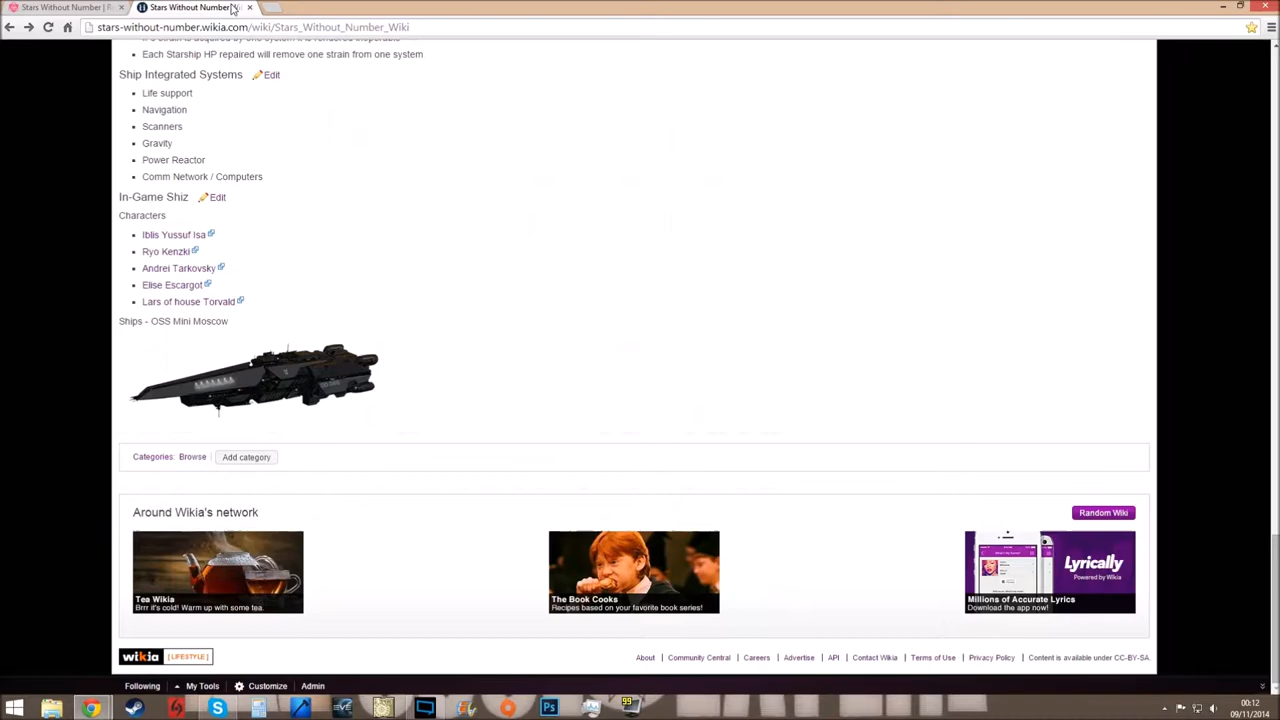 Stars Without Number | R
Stars Without Number
stars-without-number.wikia.com/wiki/Stars_Without_Number_Wiki
Each Starship HP repaired will remove one strain from one system
Ship Integrated Systems Edit
Life support
Navigation
Scanners
Gravity
Power Reactor
Comm Network / Computers
In-Game Shiz Edit
Characters
Iblis Yussuf Isa
Ryo Kenzki
Andrei Tarkovsky
Elise Escargot
Lars of house Torvald
Ships - OSS Mini Moscow
Categories: Browse Add category
Around Wikia's network Random Wiki
Lyrically
Powered by Wikia
Tea Wikia
Brrr it's cold! Warm up with some tea.
The Book Cooks
Recipes based on your favorite book series!
Millions of Accurate Lyrics
Download the app now!
wikia [ LIFESTYLE ] About Community Central Careers Advertise API Contact Wikia Terms of Use Privacy Policy Content is available under CC-BY-SA.
Following My Tools Customize Admin
EVE Ps 99
00:12
09/11/2014